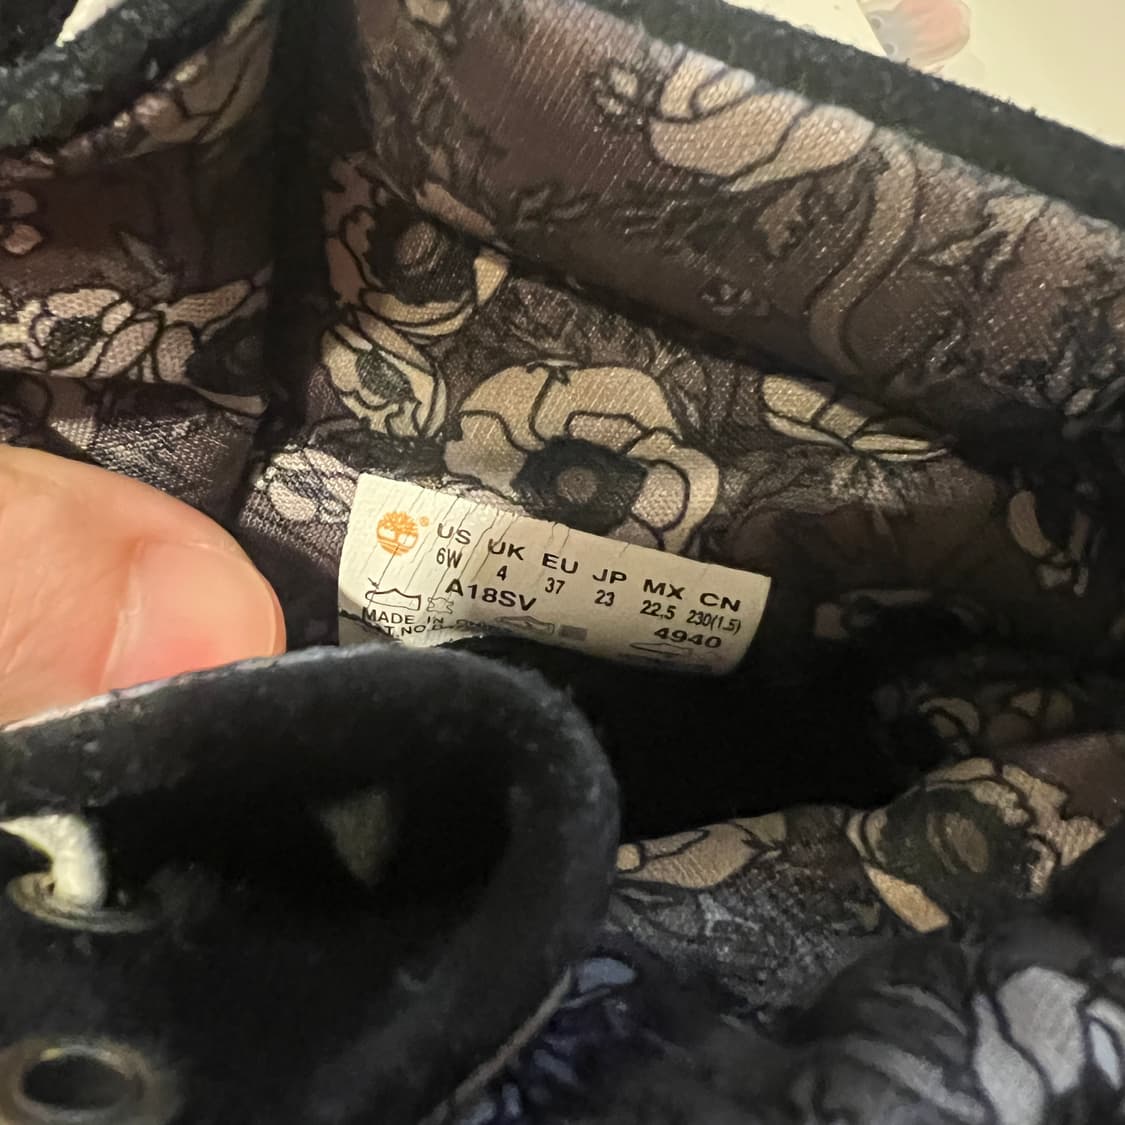 US UK EU JP MX CN
6W 4 37 23 22,5 230(1.5)
A18SV
MADE IN
4940